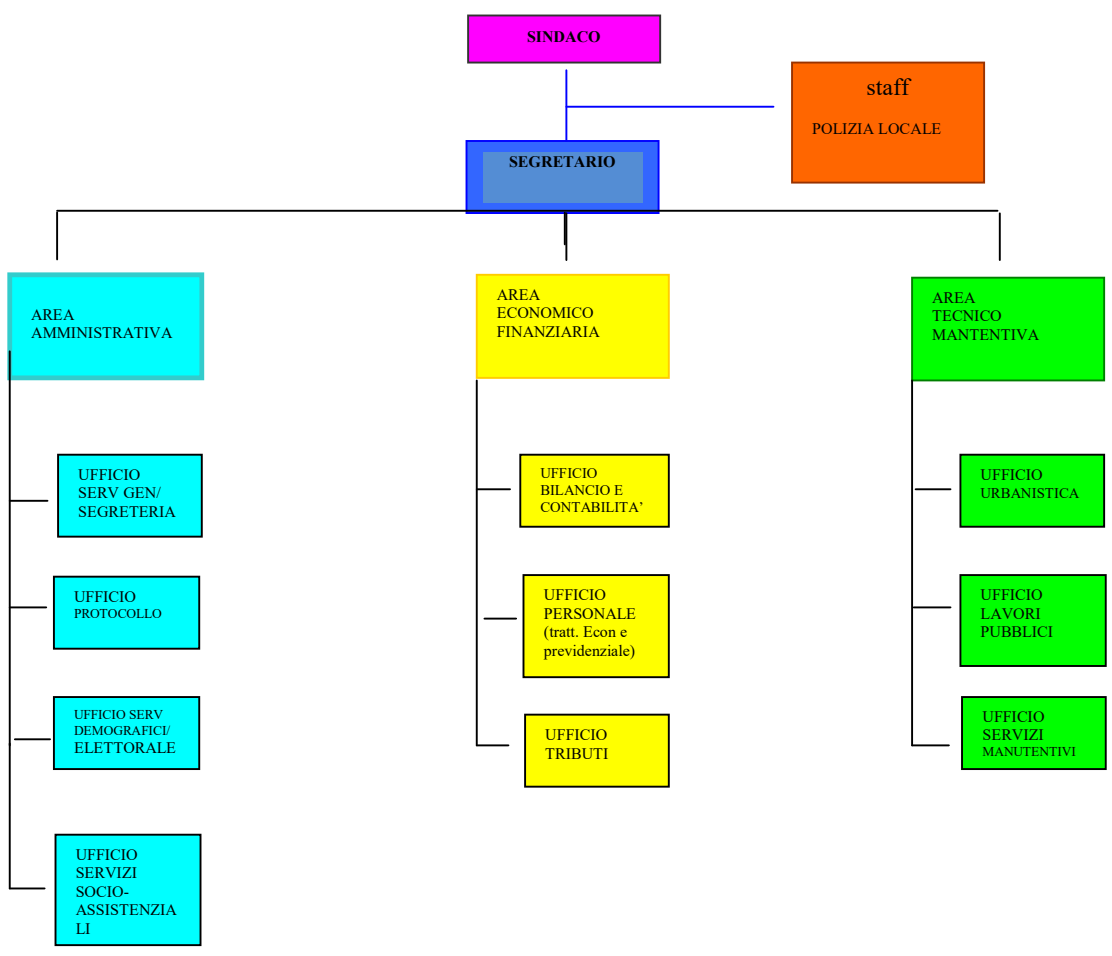 SINDACO
staff
POLIZIA LOCALE
SEGRETARIO
AREA
AMMINISTRATIVA
AREA
ECONOMICO
FINANZIARIA
AREA
TECNICO
MANTENTIVA
UFFICIO
SERV GEN/
SEGRETERIA
UFFICIO
PROTOCOLLO
UFFICIO SERV
DEMOGRAFICI/
ELETTORALE
UFFICIO
SERVIZI
SOCIO-
ASSISTENZIA
LI
UFFICIO
BILANCIO E
CONTABILITA’
UFFICIO
PERSONALE
(tratt. Econ e
previdenziale)
UFFICIO
TRIBUTI
UFFICIO
URBANISTICA
UFFICIO
LAVORI
PUBBLICI
UFFICIO
SERVIZI
MANUTENTIVI